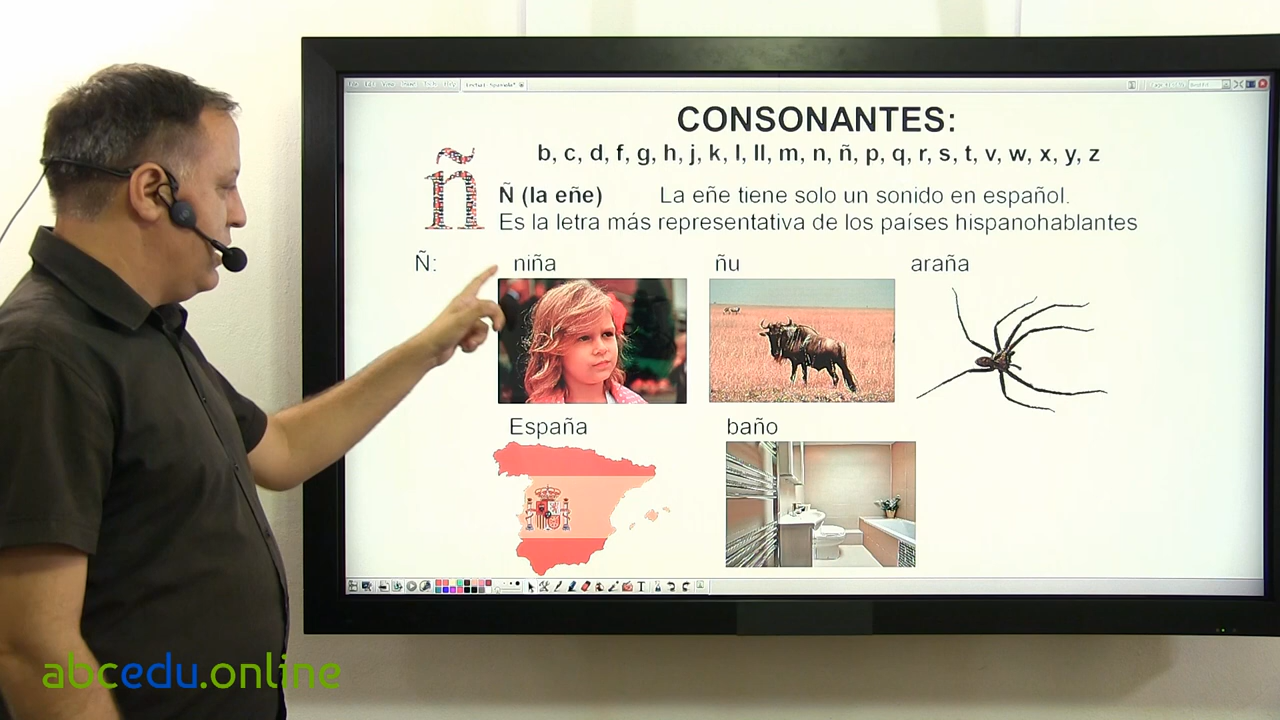 CONSONANTES:
b, c, d, f, g, h, j, k, l, ll, m, n, ñ, p, q, r, s, t, v, w, x, y, z
ñ
Ñ (la eñe) La eñe tiene solo un sonido en español.
Es la letra más representativa de los países hispanohablantes
Ñ: niña ñu araña
España baño
abcedu.online